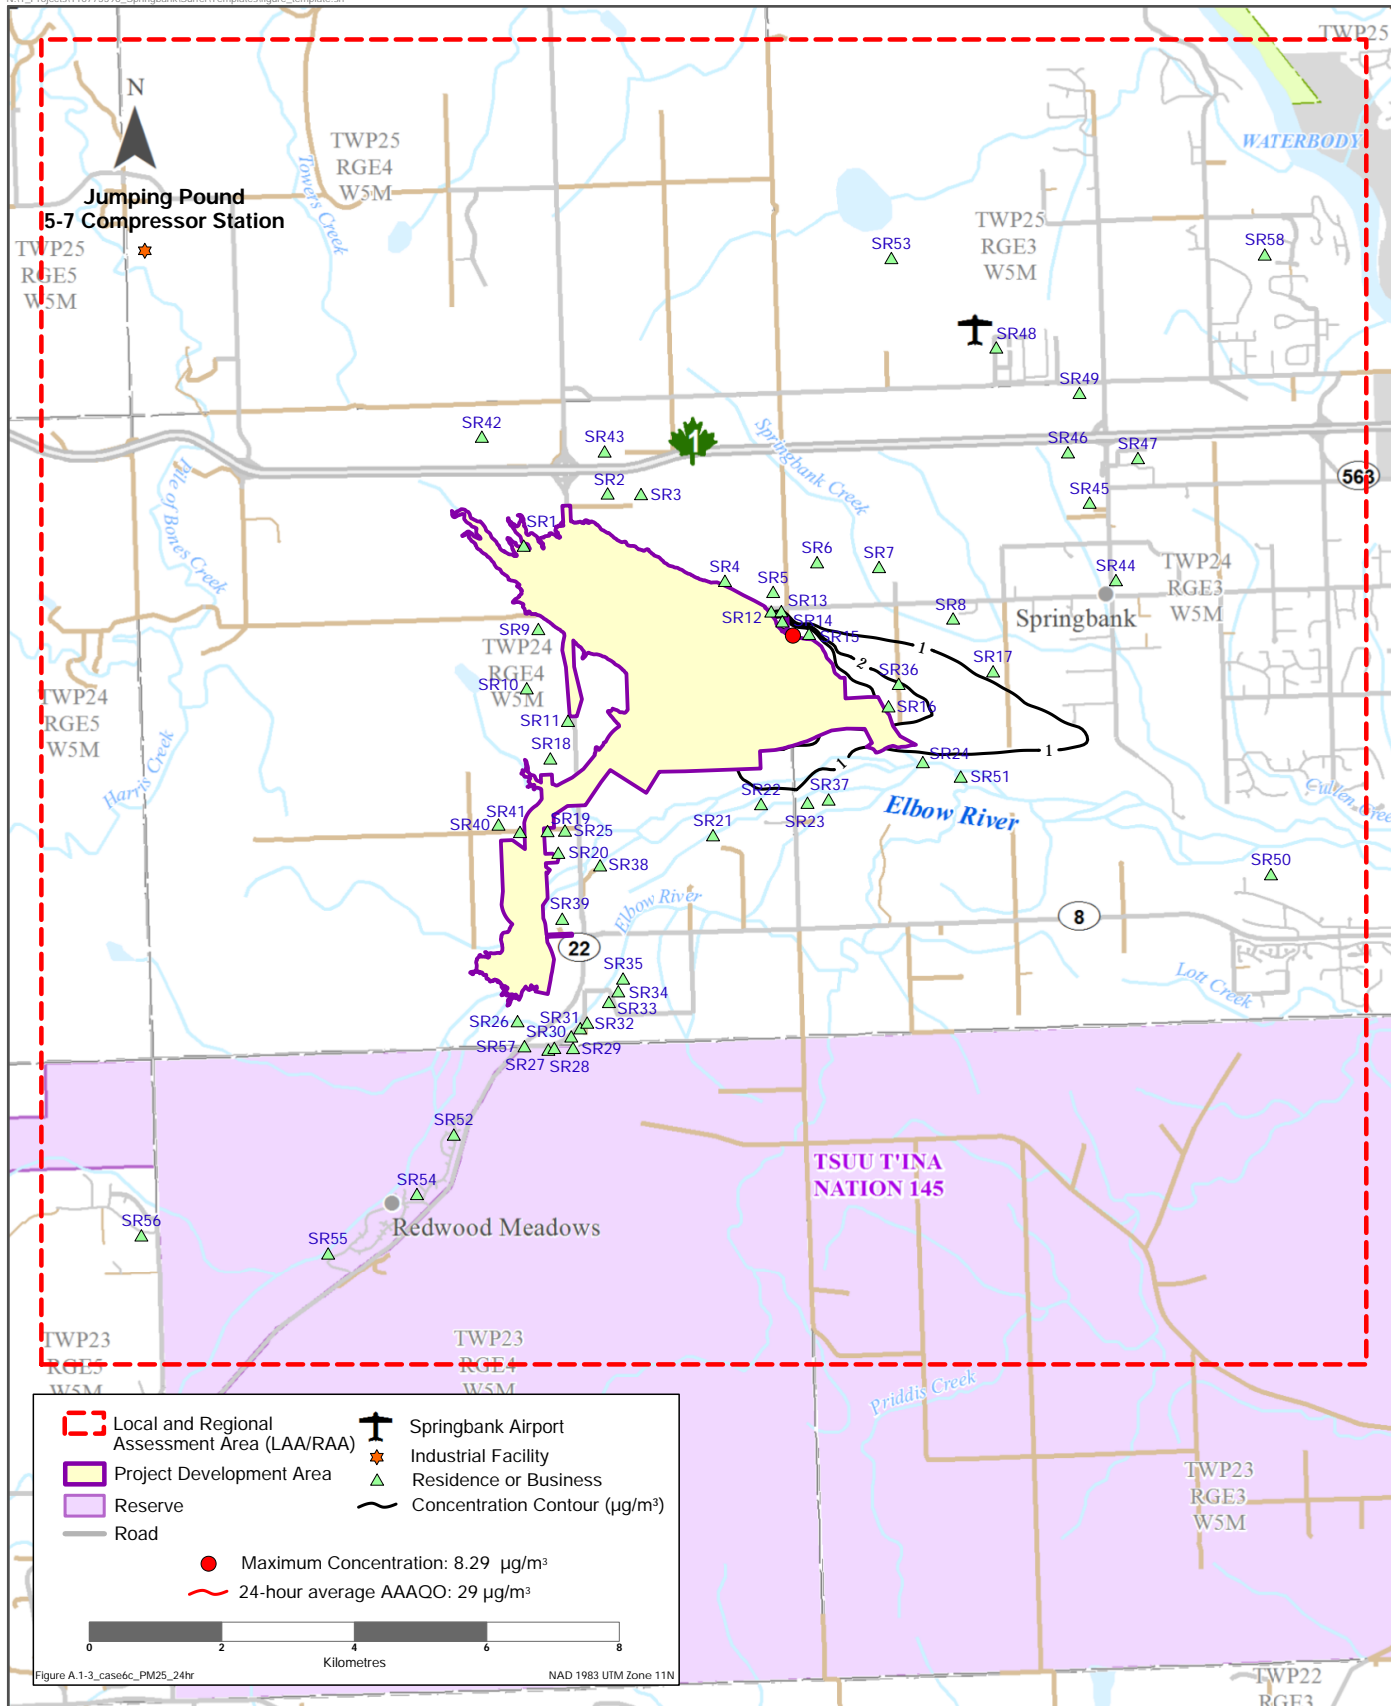 TWP25
N
TWP25
RGE4
W5M
WATERBODY
Towers Creek
Jumping Pound
5-7 Compressor Station
TWP25
RGE5
W5M
TWP25
RGE3
W5M
SR53
SR58
SR48
SR49
SR42
SR43
1
SR46
SR47
Springbank Creek
563
Pile of Bones Creek
SR2
SR3
SR45
SR1
SR6
SR7
TWP24
RGE3
W5M
SR4
SR5
SR44
SR13
SR12
SR14
SR8
Springbank
SR9
SR15
1
TWP24
RGE4
W5M
2
SR17
SR36
SR10
TWP24
RGE5
W5M
SR16
SR11
Harris Creek
SR18
1
1
SR24
SR51
SR22
SR37
SR23
Elbow River
Cullen Creek
SR41
SR40
SR19
SR25
SR21
SR20
SR38
SR50
Elbow River
SR39
8
22
SR35
SR34
SR33
Lott Creek
SR26
SR31
SR32
SR30
SR57
SR29
SR27
SR28
SR52
TSUU T'INA
NATION 145
SR54
SR56
Redwood Meadows
SR55
TWP23
RGE5
W5M
TWP23
RGE4
W5M
Priddis Creek
Local and Regional
Assessment Area (LAA/RAA)
Project Development Area
Reserve
Road
Springbank Airport
Industrial Facility
Residence or Business
Concentration Contour (µg/m³)
Maximum Concentration: 8.29 µg/m³
24-hour average AAAQO: 29 µg/m³
0 2 4 6 8
Kilometres
Figure A.1-3_case6c_PM25_24hr
NAD 1983 UTM Zone 11N
TWP23
RGE3
W5M
TWP22
RGE3